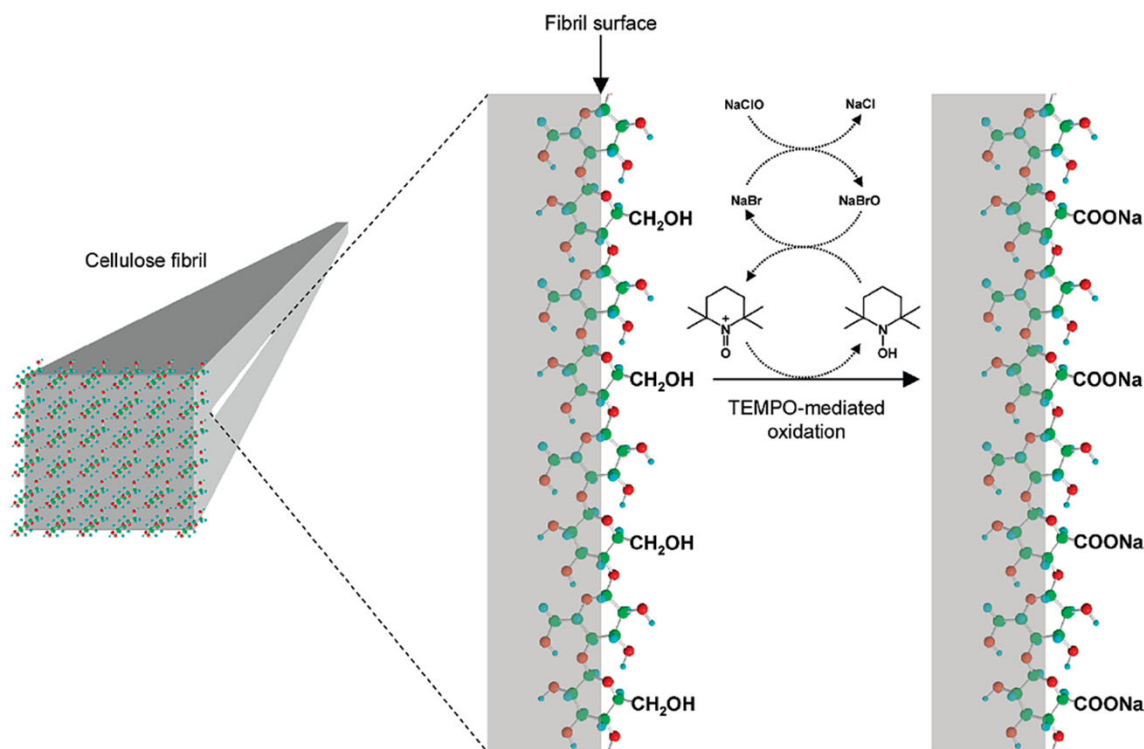 Fibril surface
Cellulose fibril
NaClO
NaCl
NaBr
NaBrO
CH₂OH
CH₂OH
CH₂OH
CH₂OH
N
+
O
N
OH
TEMPO-mediated
oxidation
COONa
COONa
COONa
COONa